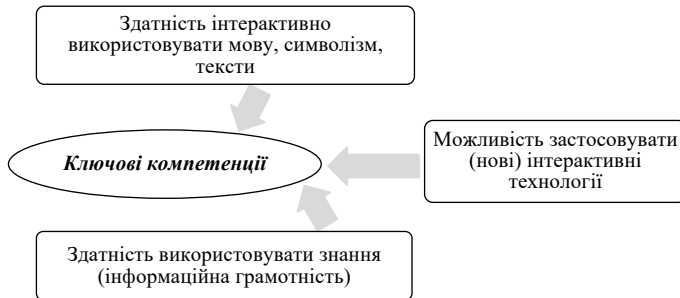 Здатність інтерактивно
використовувати мову, символізм,
тексти
Ключові компетенції
Можливість застосовувати
(нові) інтерактивні
технології
Здатність використовувати знання
(інформаційна грамотність)